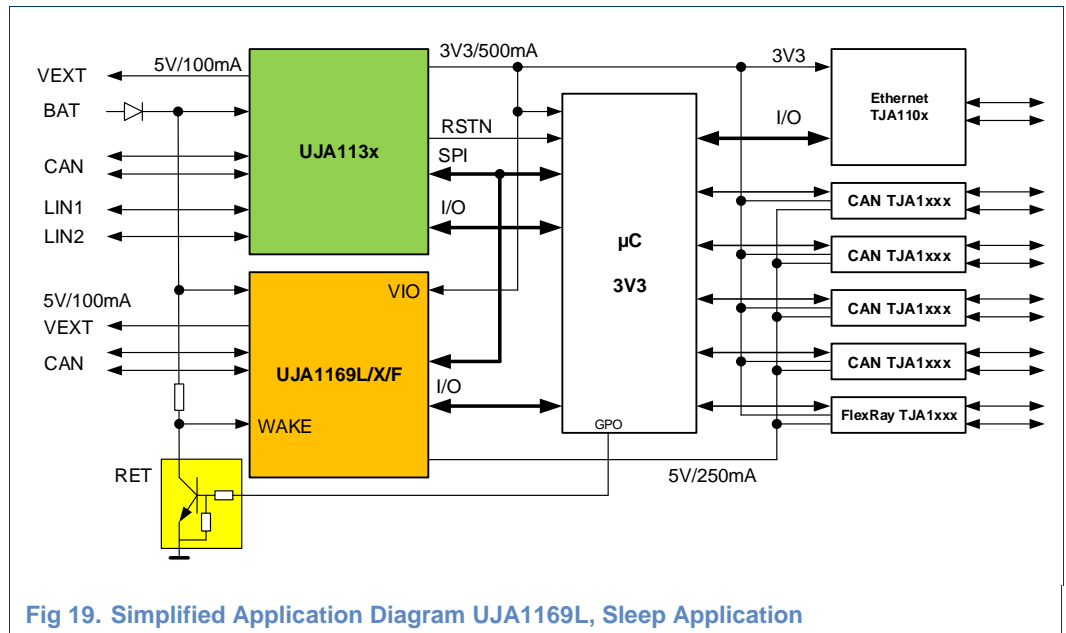 5V/100mA
VEXT
BAT
CAN
LIN1
LIN2
UJA113x
3V3/500mA
RSTN
SPI
I/O
5V/100mA
VEXT
CAN
VIO
UJA1169L/X/F
I/O
WAKE
RET
µC
3V3
GPO
5V/250mA
3V3
I/O
Ethernet
TJA110x
CAN TJA1xxx
CAN TJA1xxx
CAN TJA1xxx
CAN TJA1xxx
FlexRay TJA1xxx
Fig 19. Simplified Application Diagram UJA1169L, Sleep Application